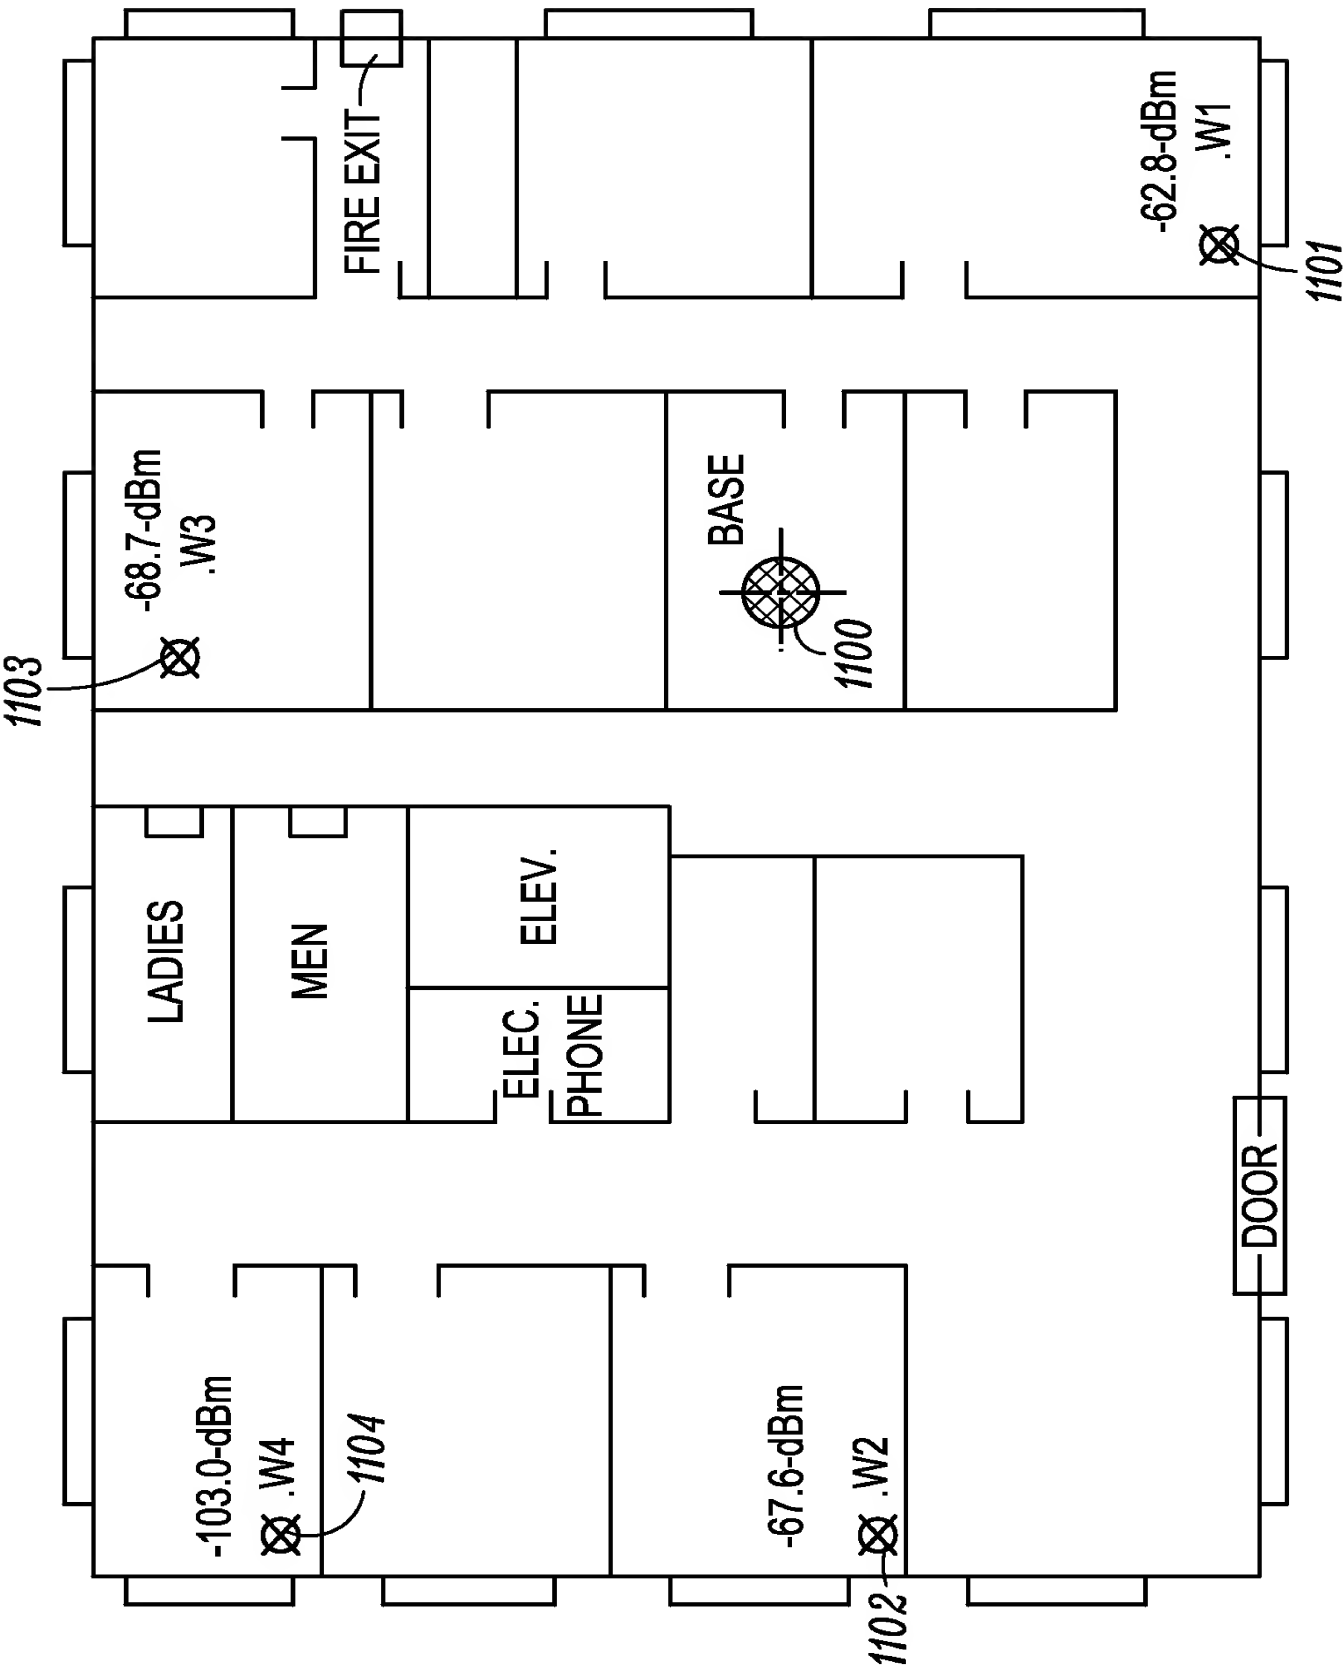 1103
-68.7-dBm
.W3
FIRE EXIT
-62.8-dBm
.W1
1101
BASE
1100
LADIES
MEN
ELEV.
ELEC.
PHONE
-103.0-dBm
.W4
1104
-67.6-dBm
.W2
1102
DOOR